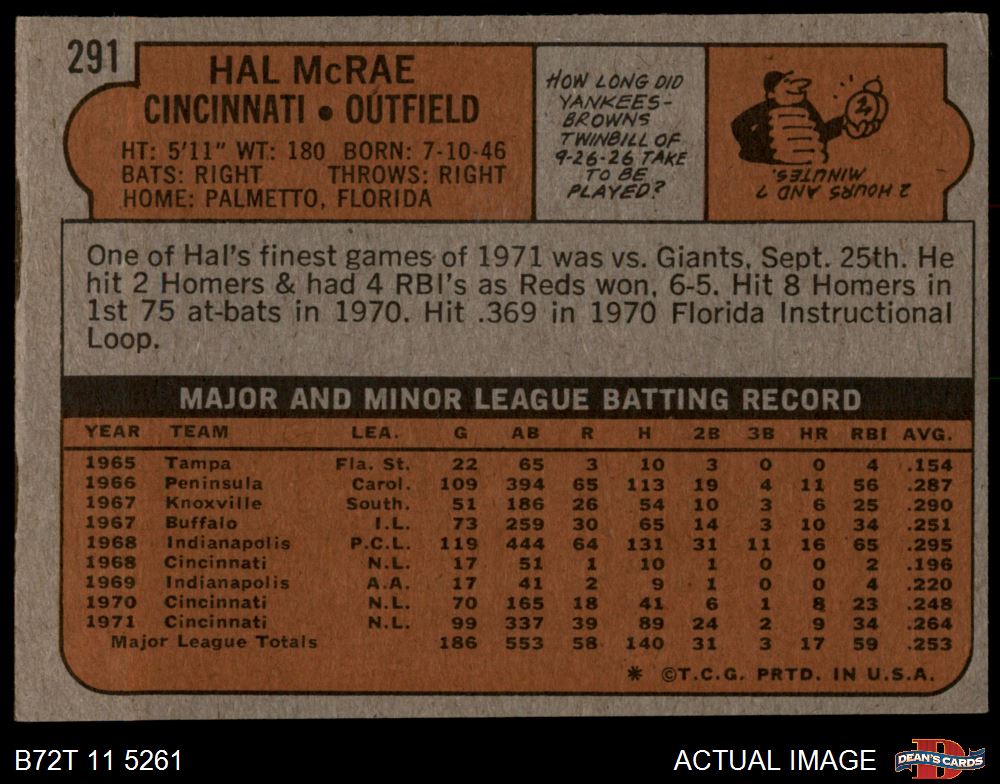 291
HAL McRAE
CINCINNATI • OUTFIELD
HT: 5'11" WT: 180 BORN: 7-10-46
BATS: RIGHT THROWS: RIGHT
HOME: PALMETTO, FLORIDA
HOW LONG DID
YANKEES-
BROWNS
TWINBILL OF
9-26-26 TAKE
TO BE
PLAYED?
2 HOURS AND 7
MINUTES.
One of Hal's finest games of 1971 was vs. Giants, Sept. 25th. He
hit 2 Homers & had 4 RBI's as Reds won, 6-5. Hit 8 Homers in
1st 75 at-bats in 1970. Hit .369 in 1970 Florida Instructional
Loop.
MAJOR AND MINOR LEAGUE BATTING RECORD
YEAR TEAM LEA. G AB R H 2B 3B HR RBI AVG.
1965 Tampa Fla. St. 22 65 3 10 3 0 0 4 .154
1966 Peninsula Carol. 109 394 65 113 19 4 11 56 .287
1967 Knoxville South. 51 186 26 54 10 3 6 25 .290
1967 Buffalo I.L. 73 259 30 65 14 3 10 34 .251
1968 Indianapolis P.C.L. 119 444 64 131 31 11 16 65 .295
1968 Cincinnati N.L. 17 51 1 10 1 0 0 2 .196
1969 Indianapolis A.A. 17 41 2 9 1 0 0 4 .220
1970 Cincinnati N.L. 70 165 18 41 6 1 8 23 .248
1971 Cincinnati N.L. 99 337 39 89 24 2 9 34 .264
Major League Totals 186 553 58 140 31 3 17 59 .253
* ©T.C.G. PRTD. IN U.S.A.
B72T 11 5261
ACTUAL IMAGE
DEAN'S CARDS